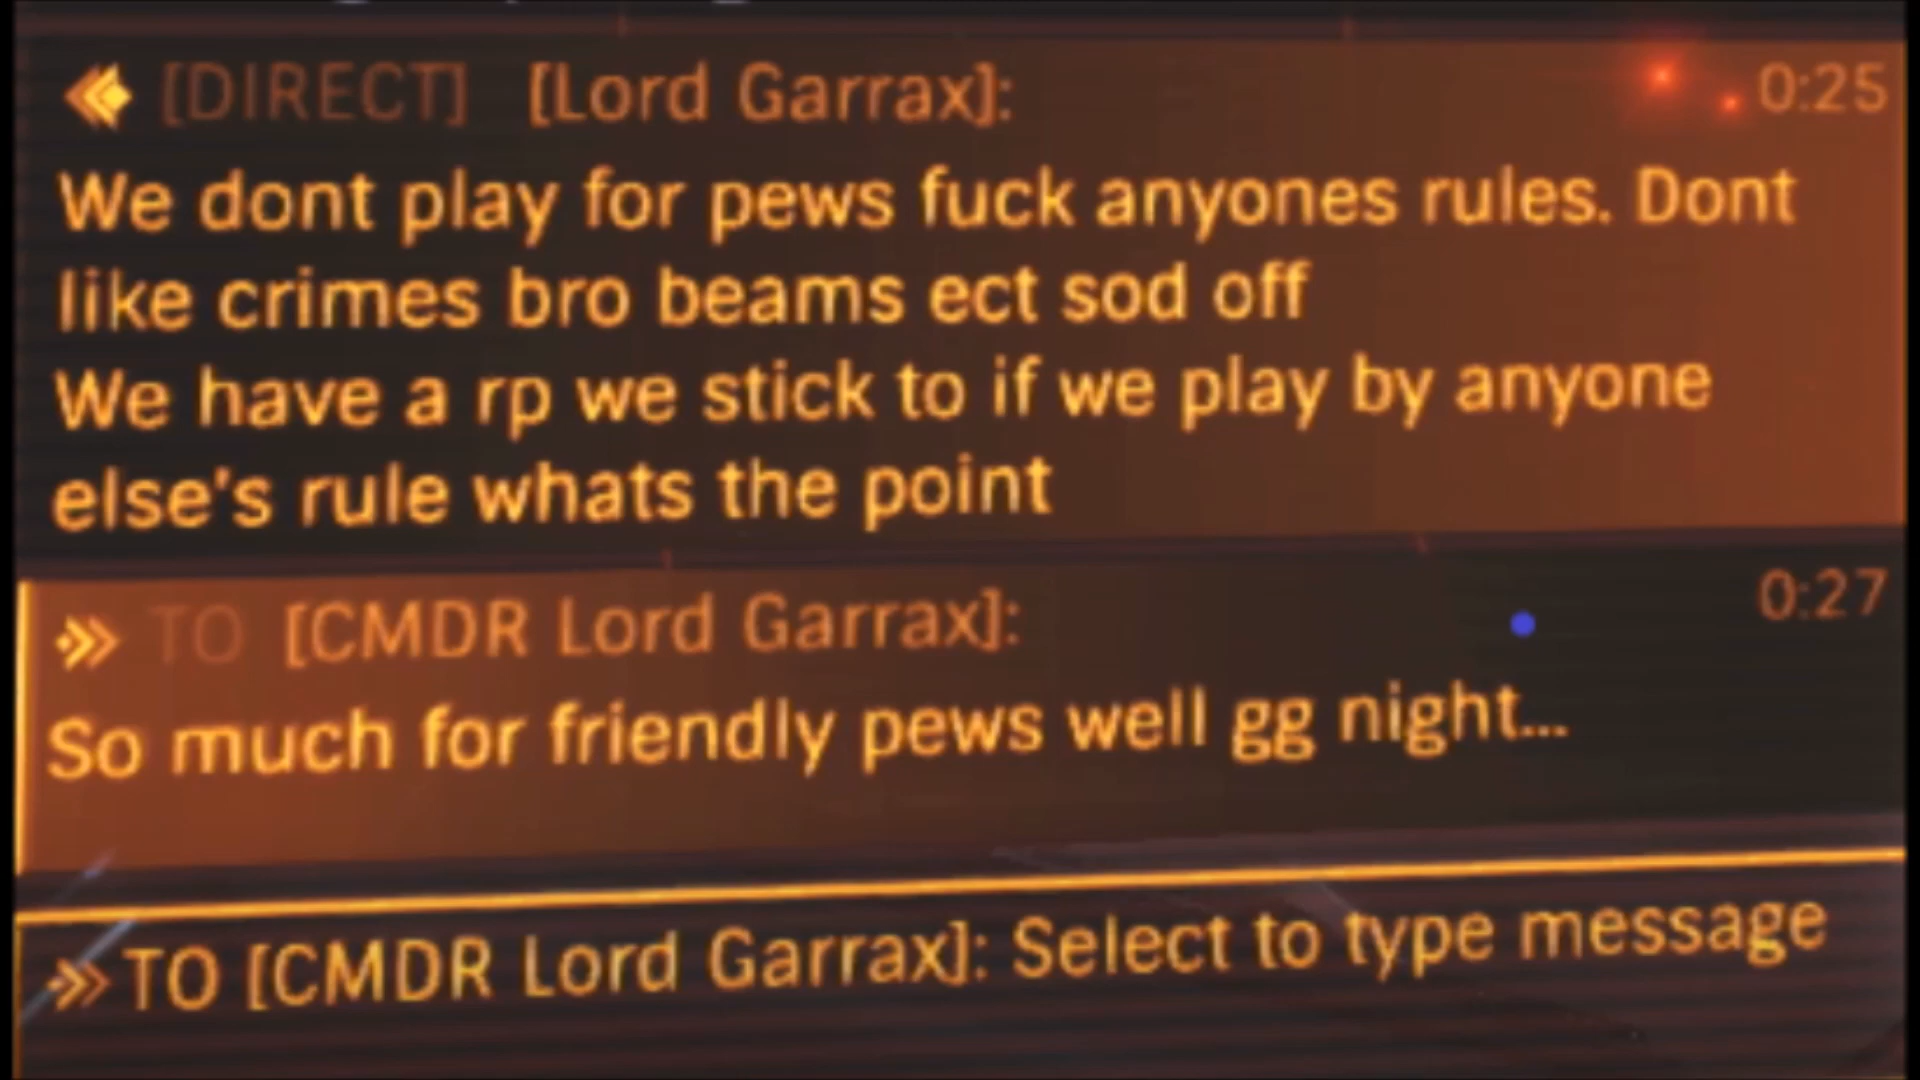 [DIRECT] [Lord Garrax]: 0:25
We dont play for pews fuck anyones rules. Dont
like crimes bro beams ect sod off
We have a rp we stick to if we play by anyone
else's rule whats the point
TO [CMDR Lord Garrax]: 0:27
So much for friendly pews well gg night...
TO [CMDR Lord Garrax]: Select to type message